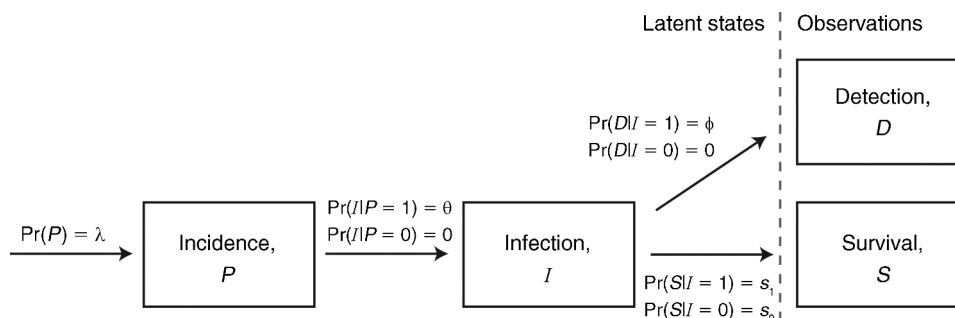 Latent states
Observations
Detection,
D
Pr(D|I = 1) = ϕ
Pr(D|I = 0) = 0
Pr(P) = λ
Incidence,
P
Pr(I|P = 1) = θ
Pr(I|P = 0) = 0
Infection,
I
Survival,
S
Pr(S|I = 1) = s₁
Pr(S|I = 0) = s₀